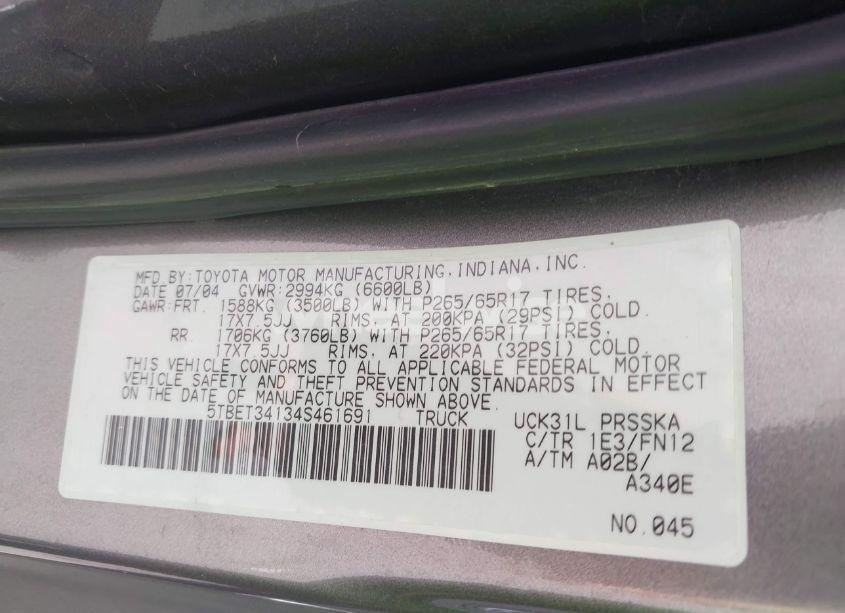 MFD.BY:TOYOTA MOTOR MANUFACTURING,INDIANA,INC.
DATE 07/04 GVWR:2994KG (6600LB)
GAWR:FRT. 1588KG (3500LB) WITH P265/65R17 TIRES,
17X7.5JJ RIMS, AT 200KPA (29PSI) COLD.
RR. 1706KG (3760LB) WITH P265/65R17 TIRES,
17X7.5JJ RIMS, AT 220KPA (32PSI) COLD.
THIS VEHICLE CONFORMS TO ALL APPLICABLE FEDERAL MOTOR
VEHICLE SAFETY AND THEFT PREVENTION STANDARDS IN EFFECT
ON THE DATE OF MANUFACTURE SHOWN ABOVE.
5TBET34134S461691 TRUCK UCK31L PRSSKA
C/TR 1E3/FN12
A/TM A02B/
A340E
NO.045